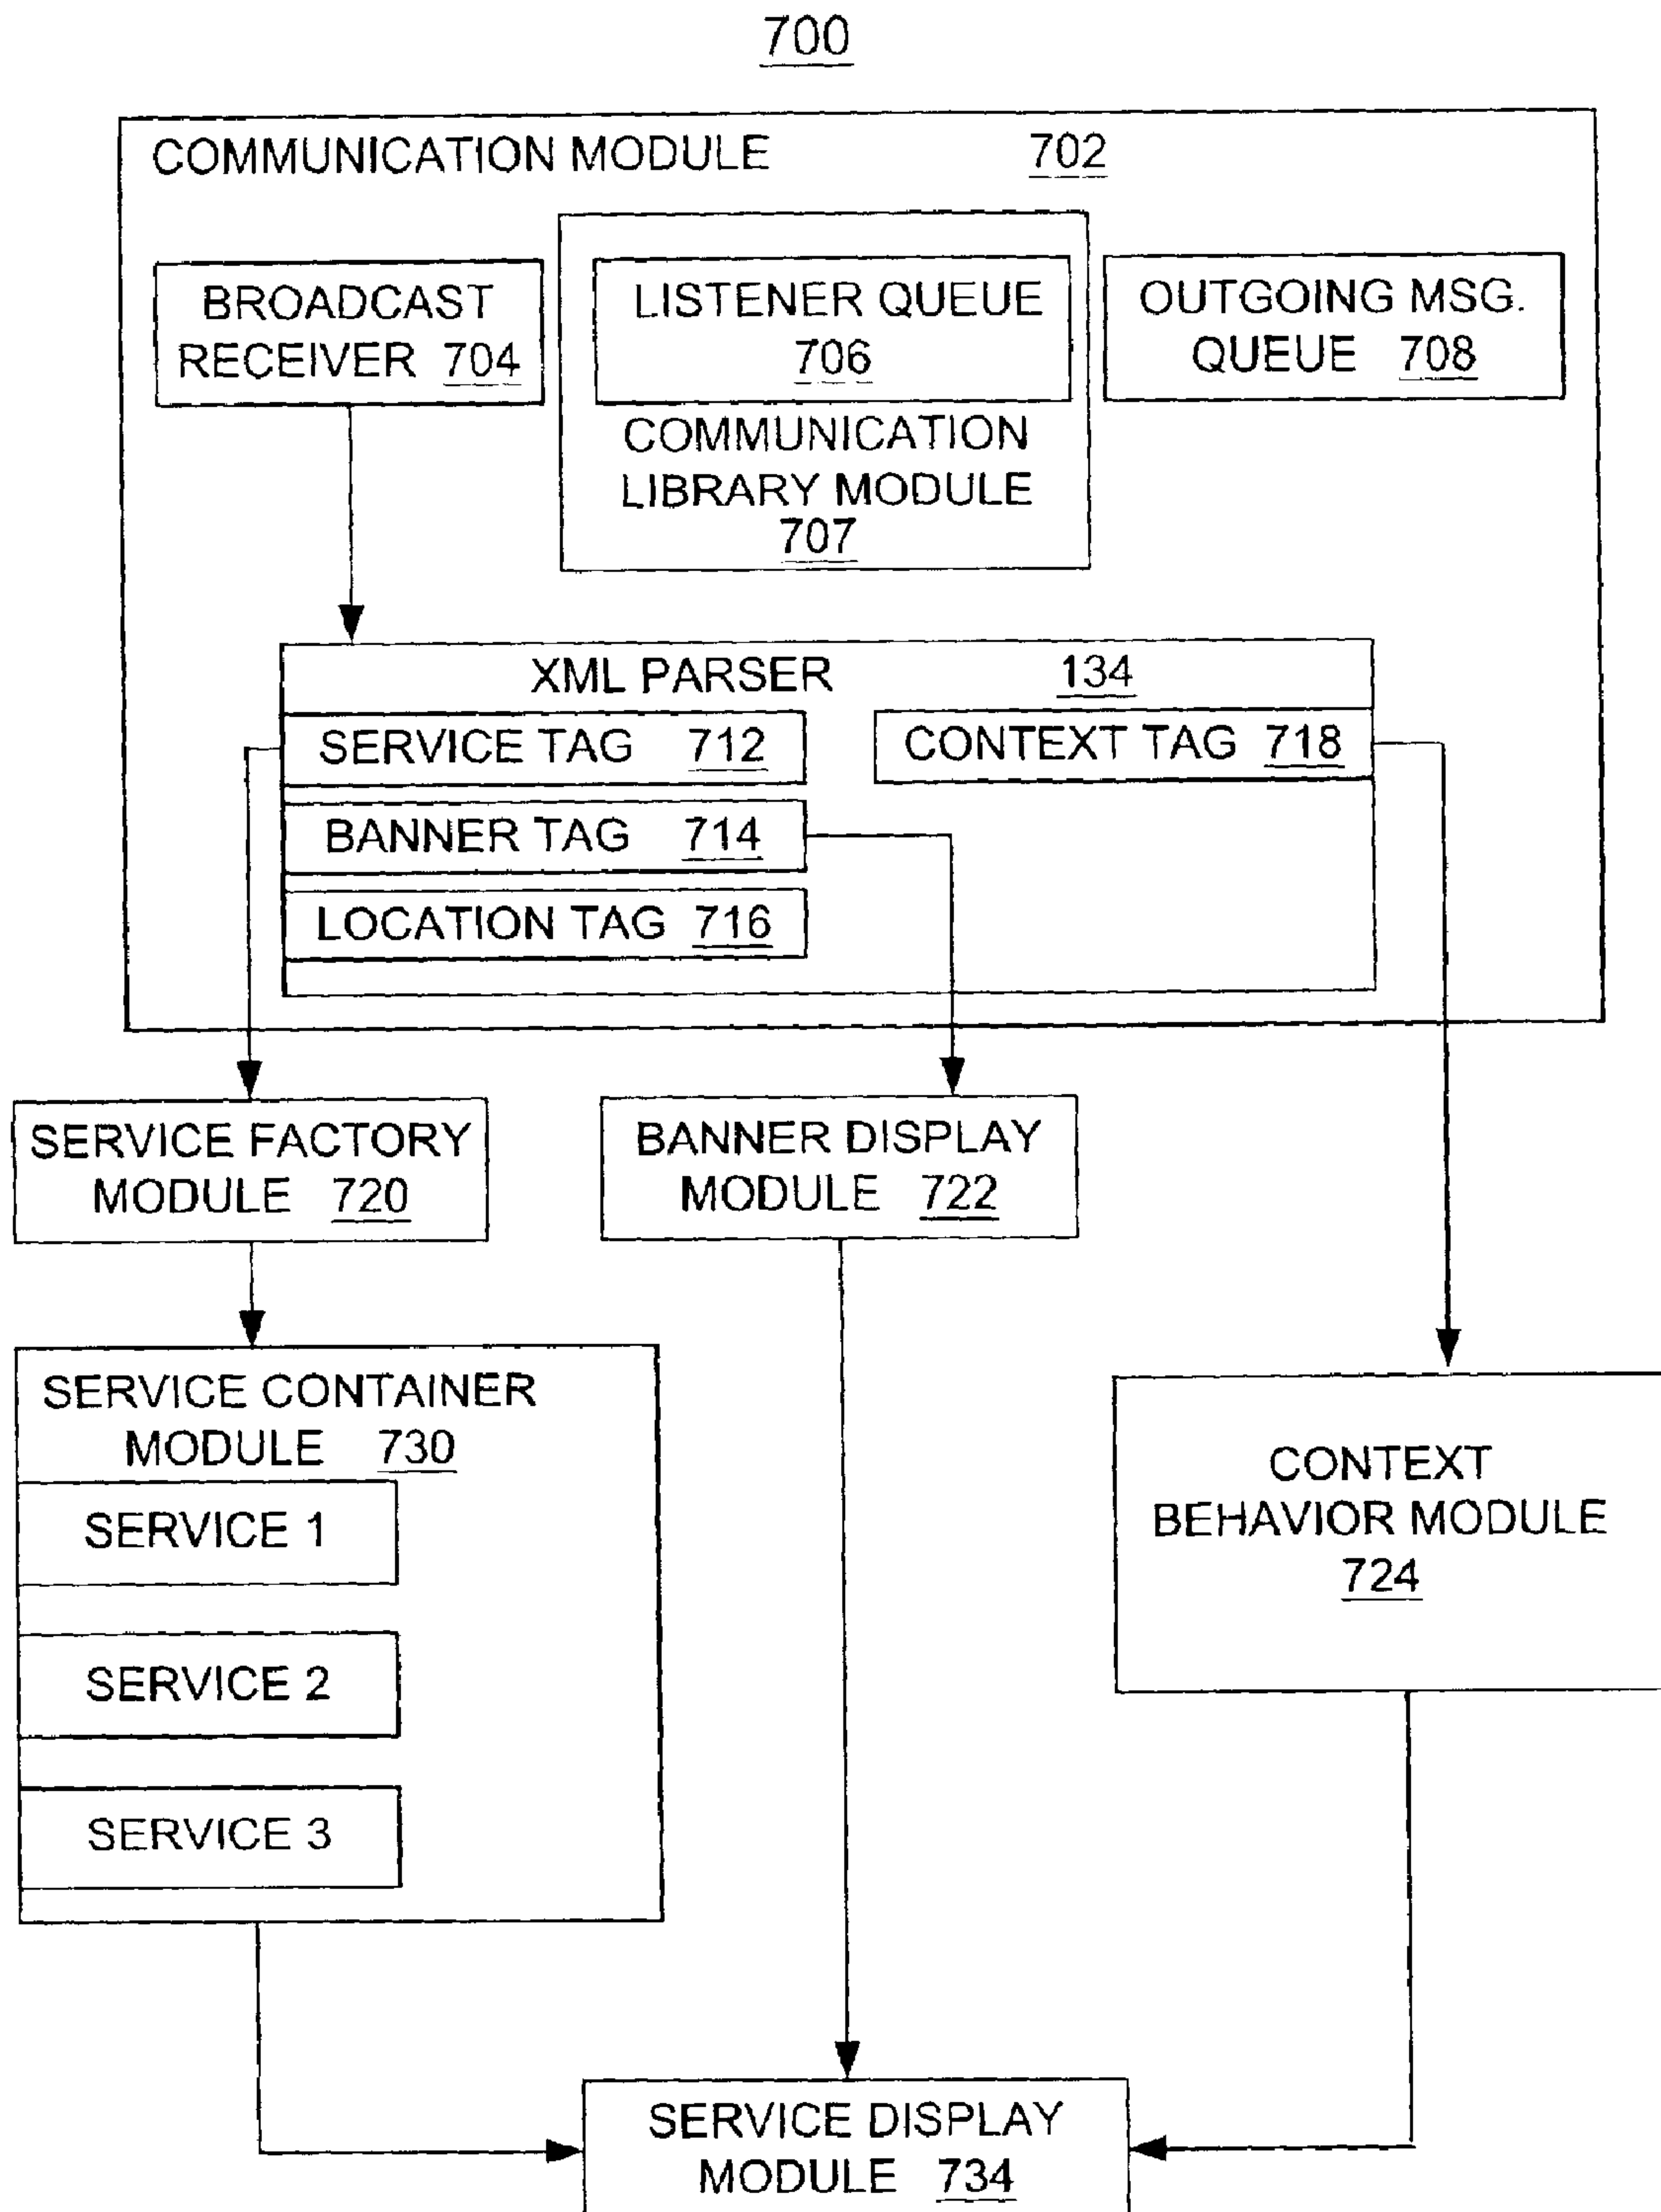 700
COMMUNICATION MODULE 702
BROADCAST
RECEIVER 704
LISTENER QUEUE
706
COMMUNICATION
LIBRARY MODULE
707
OUTGOING MSG.
QUEUE 708
XML PARSER 134
SERVICE TAG 712
CONTEXT TAG 718
BANNER TAG 714
LOCATION TAG 716
SERVICE FACTORY
MODULE 720
BANNER DISPLAY
MODULE 722
SERVICE CONTAINER
MODULE 730
SERVICE 1
SERVICE 2
SERVICE 3
CONTEXT
BEHAVIOR MODULE
724
SERVICE DISPLAY
MODULE 734